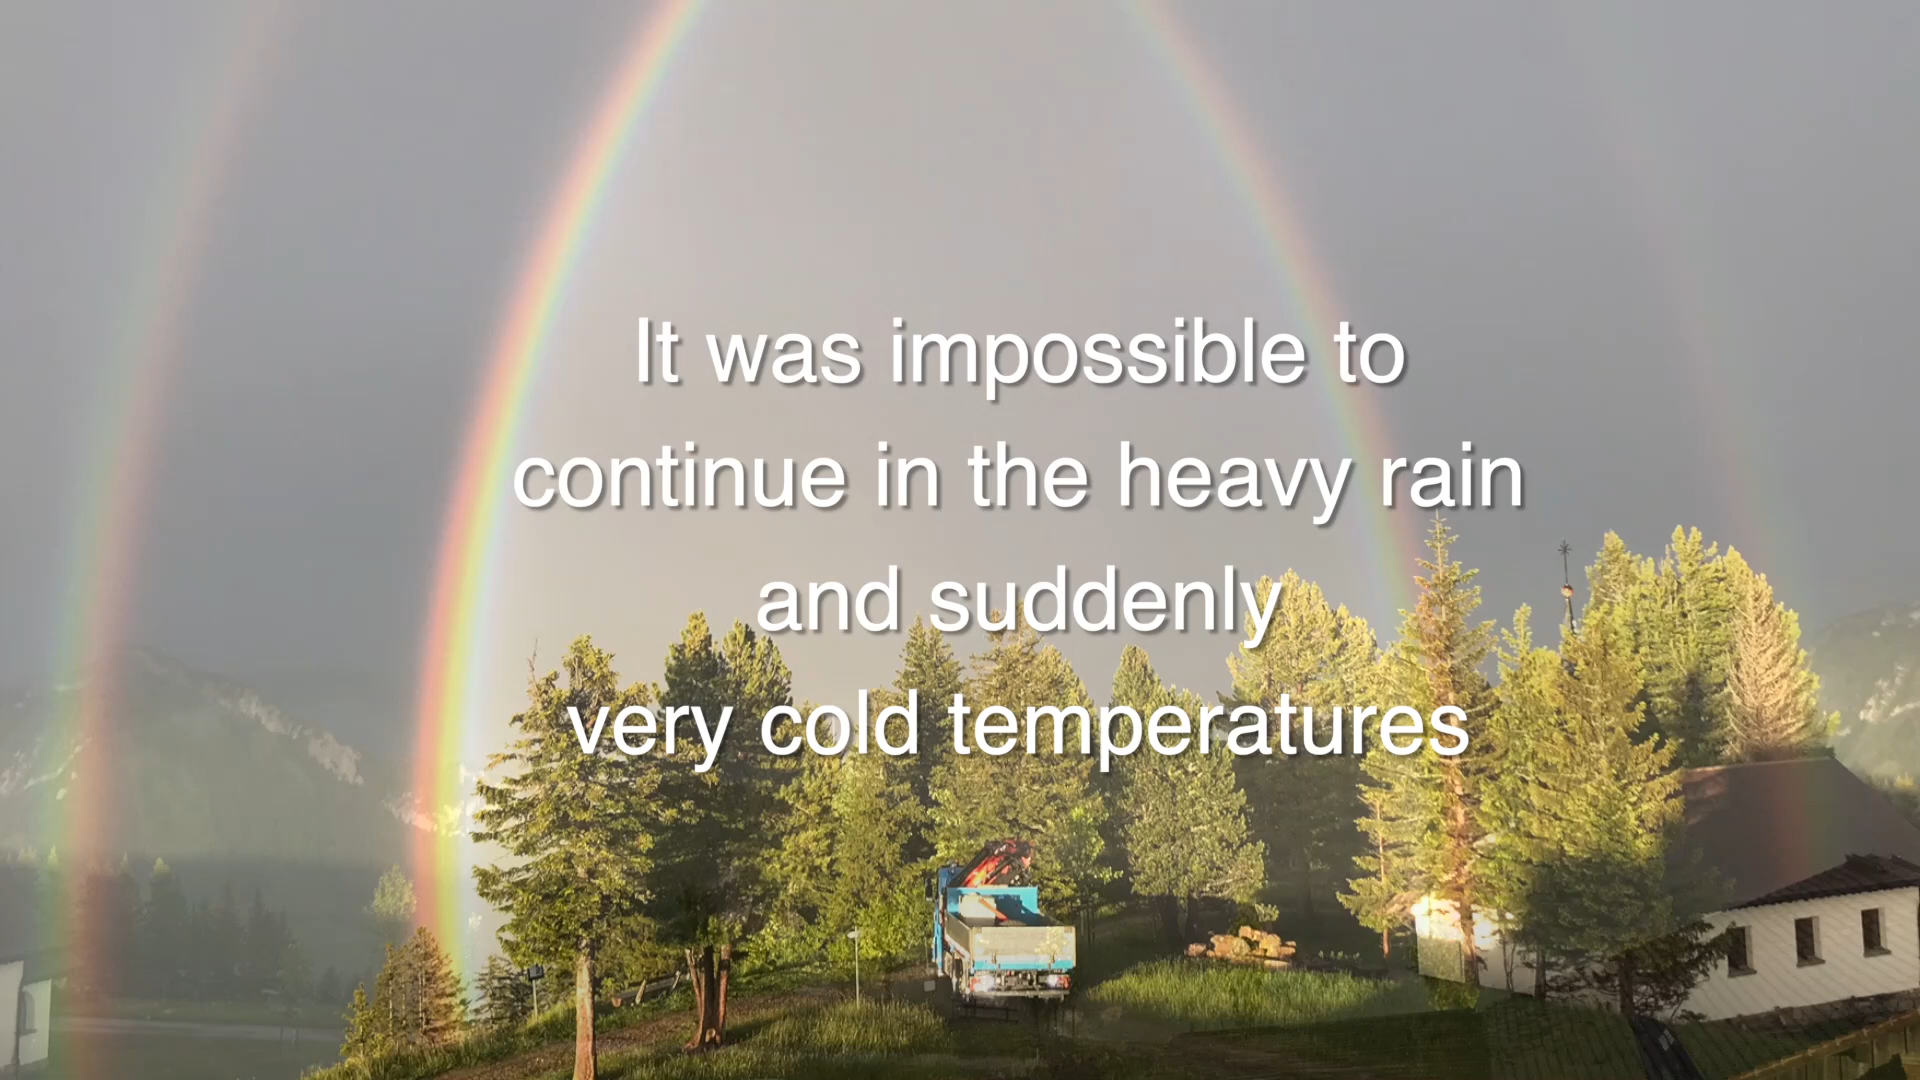 It was impossible to
continue in the heavy rain
and suddenly
very cold temperatures